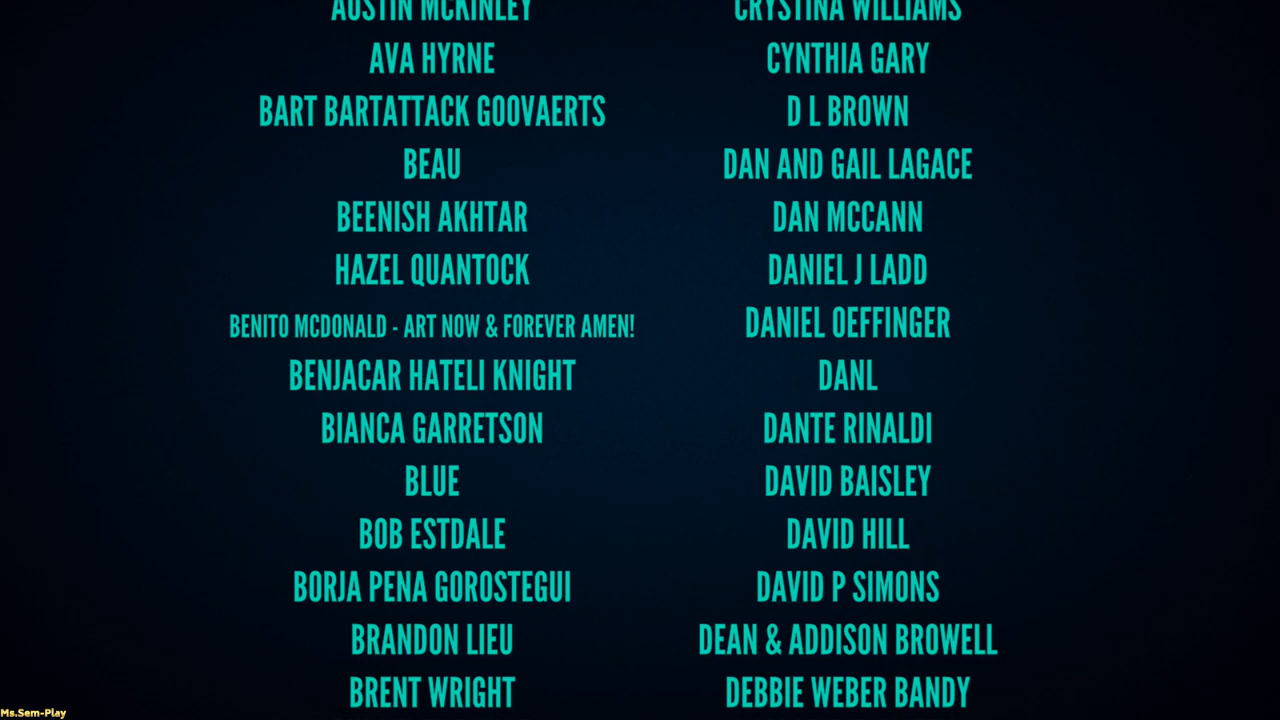 AUSTIN MCKINLEY
AVA HYRNE
BART BARTATTACK GOOVAERTS
BEAU
BEENISH AKHTAR
HAZEL QUANTOCK
BENITO MCDONALD - ART NOW & FOREVER AMEN!
BENJACAR HATELI KNIGHT
BIANCA GARRETSON
BLUE
BOB ESTDALE
BORJA PENA GOROSTEGUI
BRANDON LIEU
BRENT WRIGHT
CRYSTINA WILLIAMS
CYNTHIA GARY
D L BROWN
DAN AND GAIL LAGACE
DAN MCCANN
DANIEL J LADD
DANIEL OEFFINGER
DANL
DANTE RINALDI
DAVID BAISLEY
DAVID HILL
DAVID P SIMONS
DEAN & ADDISON BROWELL
DEBBIE WEBER BANDY
Ms.Sem-Play